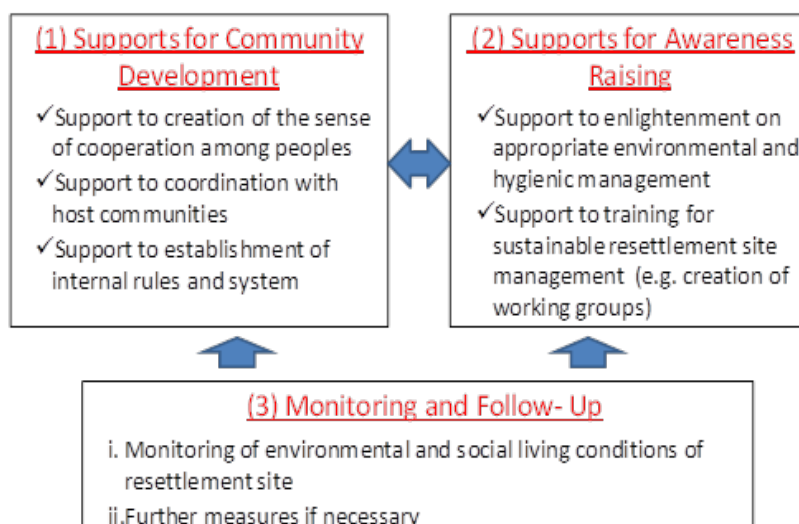 (1) Supports for Community
Development
✓Support to creation of the sense
of cooperation among peoples
✓Support to coordination with
host communities
✓Support to establishment of
internal rules and system
(2) Supports for Awareness
Raising
✓Support to enlightenment on
appropriate environmental and
hygienic management
✓Support to training for
sustainable resettlement site
management (e.g. creation of
working groups)
(3) Monitoring and Follow- Up
i. Monitoring of environmental and social living conditions of
resettlement site
ii.Further measures if necessary